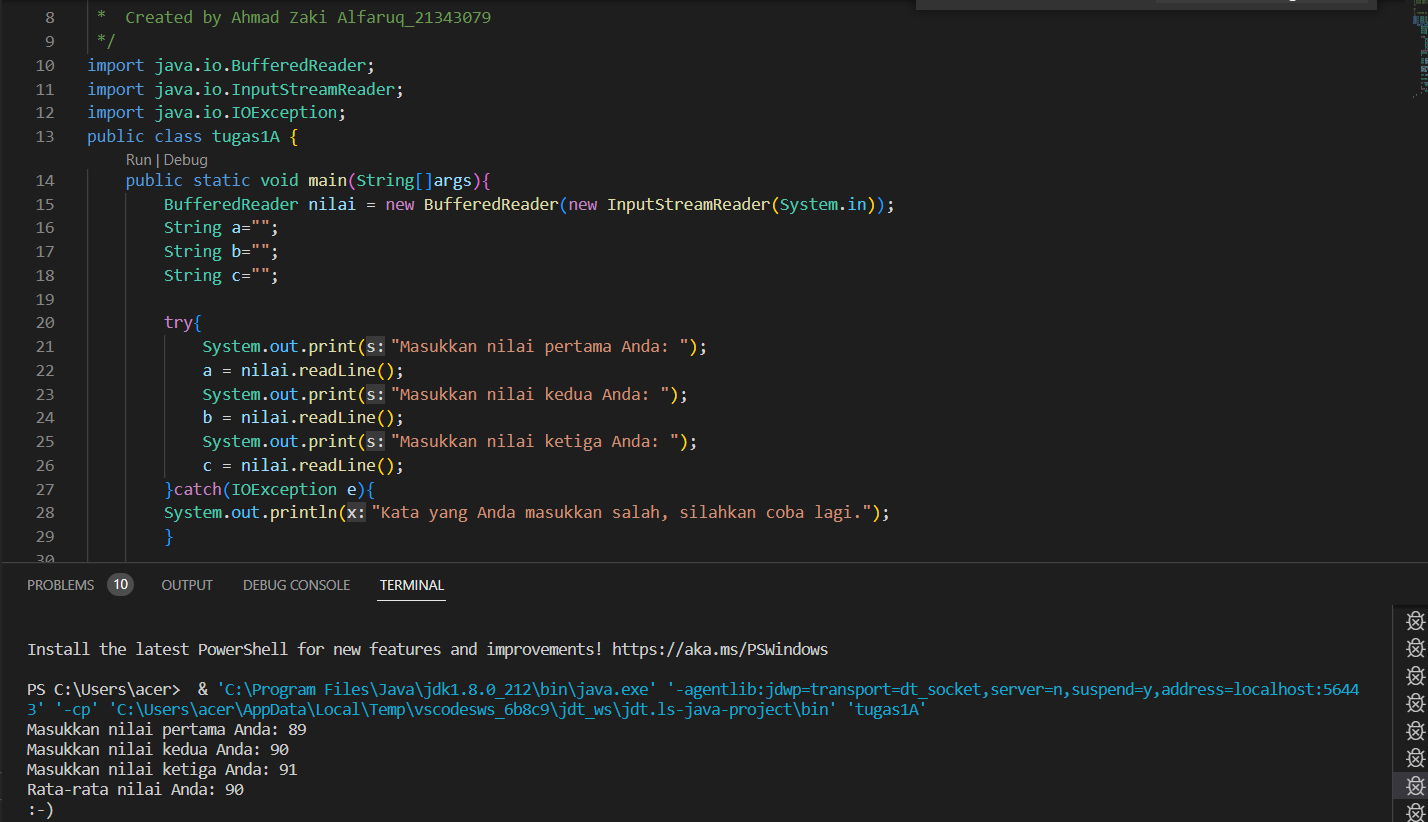 8 * Created by Ahmad Zaki Alfaruq_21343079
9 */
10 import java.io.BufferedReader;
11 import java.io.InputStreamReader;
12 import java.io.IOException;
13 public class tugas1A {
Run | Debug
14 public static void main(String[]args){
15 BufferedReader nilai = new BufferedReader(new InputStreamReader(System.in));
16 String a="";
17 String b="";
18 String c="";
19
20 try{
21 System.out.print(s: "Masukkan nilai pertama Anda: ");
22 a = nilai.readLine();
23 System.out.print(s: "Masukkan nilai kedua Anda: ");
24 b = nilai.readLine();
25 System.out.print(s: "Masukkan nilai ketiga Anda: ");
26 c = nilai.readLine();
27 }catch(IOException e){
28 System.out.println(x: "Kata yang Anda masukkan salah, silahkan coba lagi.");
29 }
30
PROBLEMS 10 OUTPUT DEBUG CONSOLE TERMINAL
Install the latest PowerShell for new features and improvements! https://aka.ms/PSWindows
PS C:\Users\acer>  & 'C:\Program Files\Java\jdk1.8.0_212\bin\java.exe' '-agentlib:jdwp=transport=dt_socket,server=n,suspend=y,address=localhost:5644
3' '-cp' 'C:\Users\acer\AppData\Local\Temp\vscodesws_6b8c9\jdt_ws\jdt.ls-java-project\bin' 'tugas1A'
Masukkan nilai pertama Anda: 89
Masukkan nilai kedua Anda: 90
Masukkan nilai ketiga Anda: 91
Rata-rata nilai Anda: 90
:-)